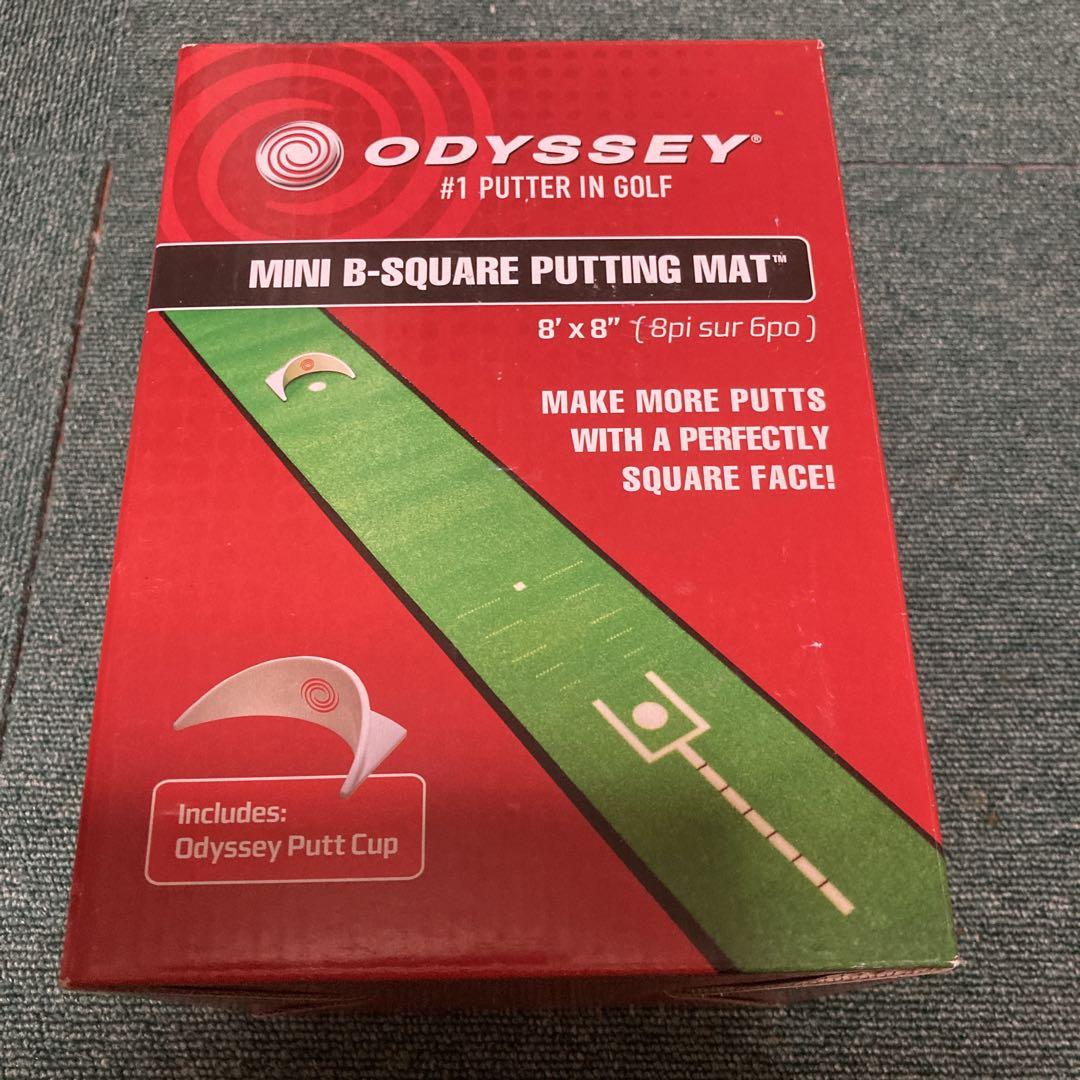 ODYSSEY®
#1 PUTTER IN GOLF
MINI B-SQUARE PUTTING MAT™
8' x 8" (8pi sur 6po)
MAKE MORE PUTTS
WITH A PERFECTLY
SQUARE FACE!
Includes:
Odyssey Putt Cup